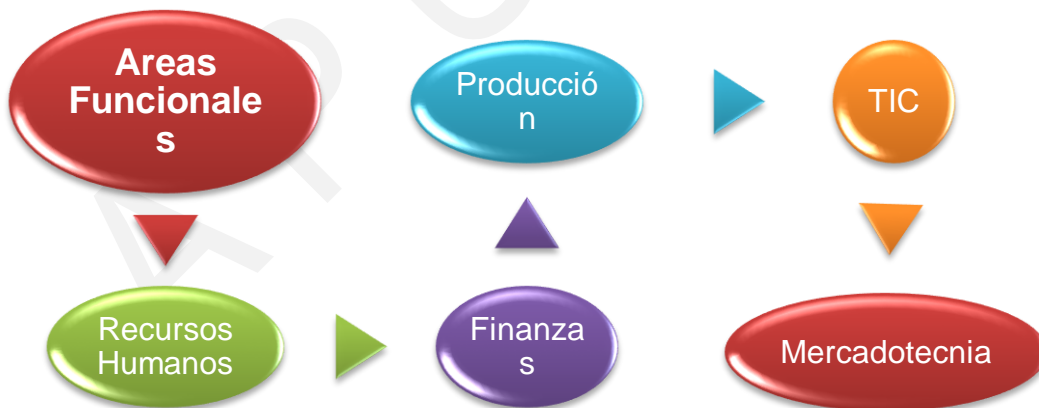 Areas
Funcionale
s
Recursos
Humanos
Finanza
s
Producció
n
TIC
Mercadotecnia